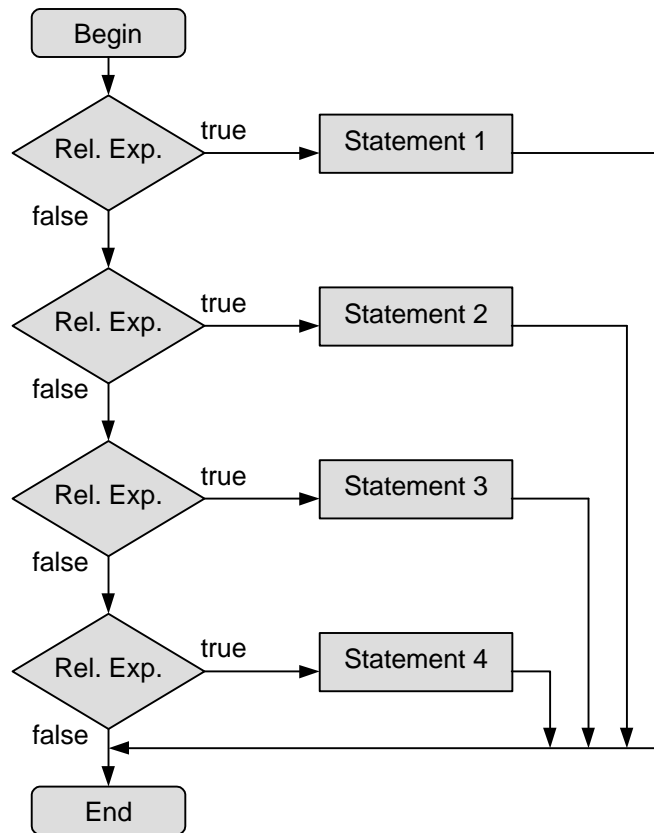 Begin
Rel. Exp.
true
Statement 1
false
Rel. Exp.
true
Statement 2
false
Rel. Exp.
true
Statement 3
false
Rel. Exp.
true
Statement 4
false
End